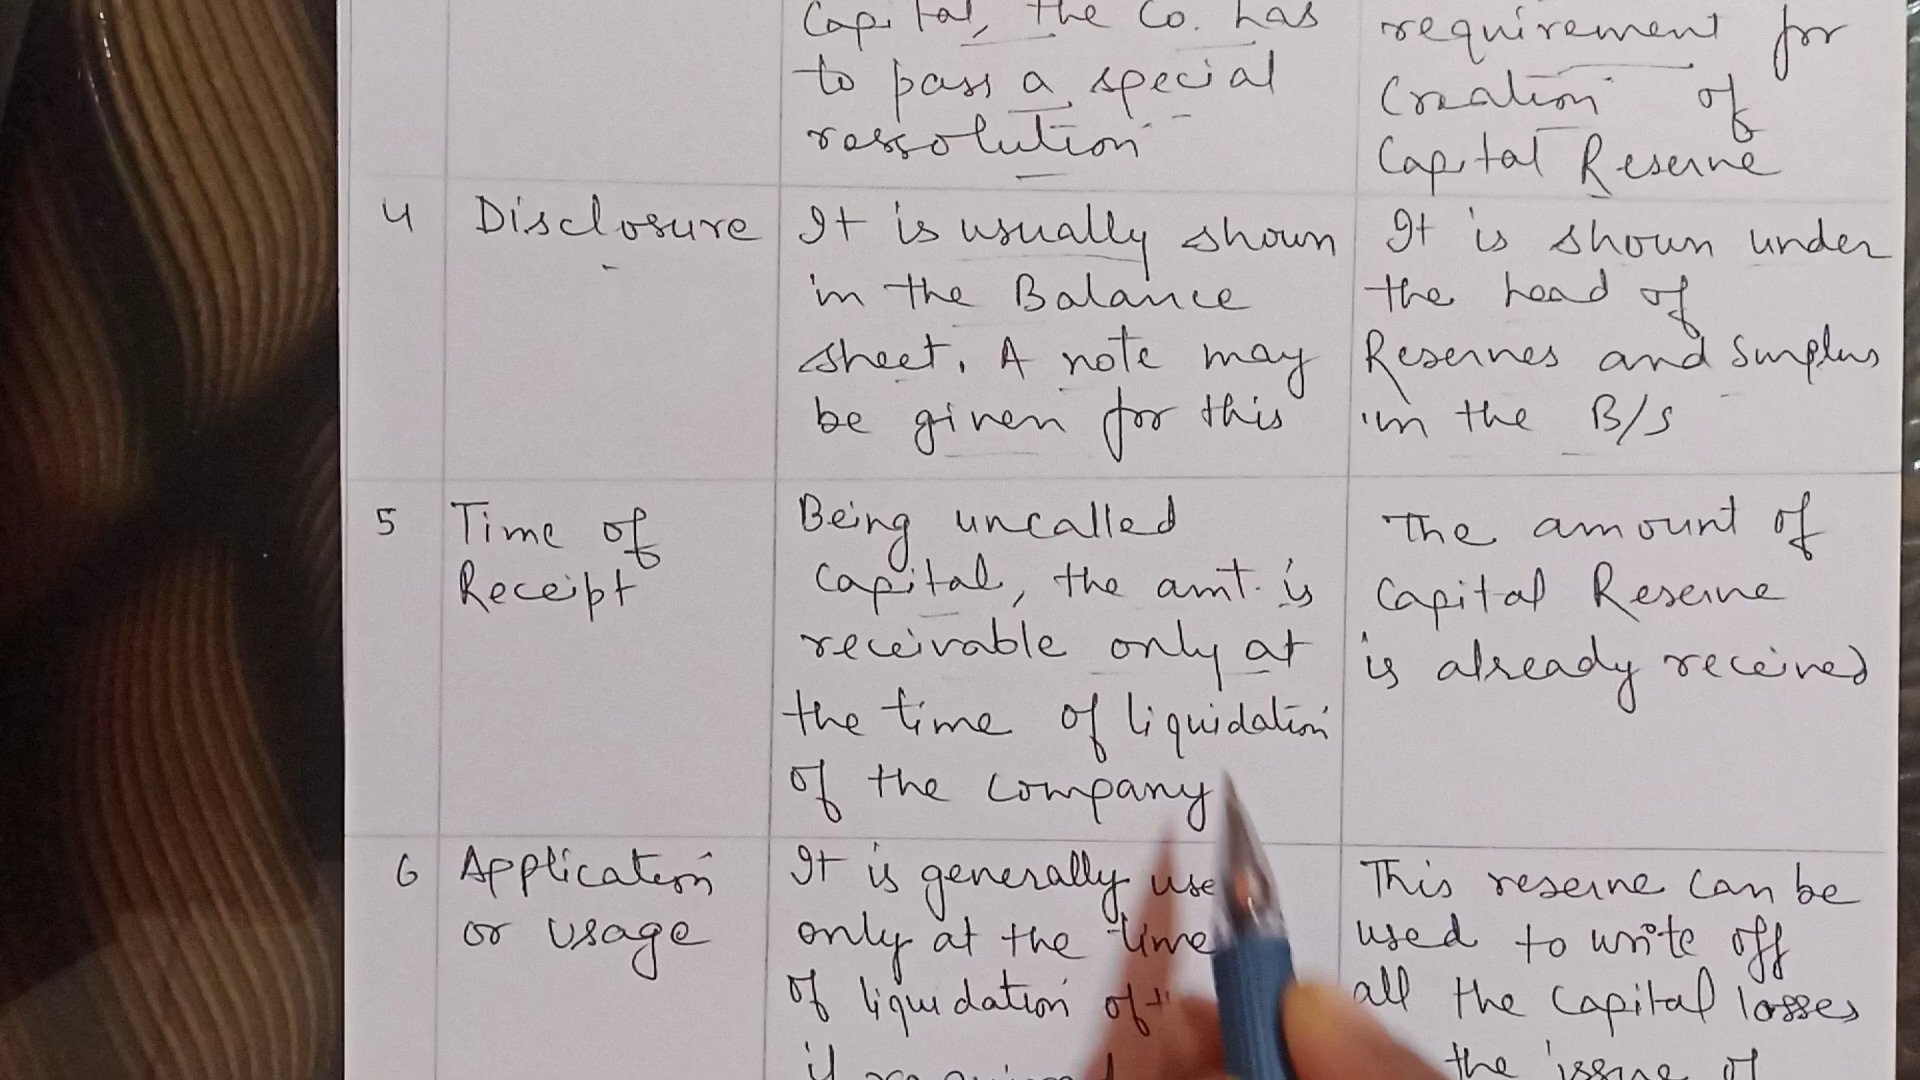 Capital, the Co. has
to pass a special
ressolution
requirement for
Creation of
Capital Reserve
4
Disclosure
It is usually shown
in the Balance
sheet. A note may
be given for this
It is shown under
the head of
Reserves and Surplus
in the B/S
5
Time of
Receipt
Being uncalled
Capital, the amt. is
receivable only at
the time of liquidation
of the company
The amount of
Capital Reserve
is already received
6
Application
or usage
It is generally use
only at the time
of liquidation of
if required
This reserve can be
used to write off
all the capital losses
the issue of